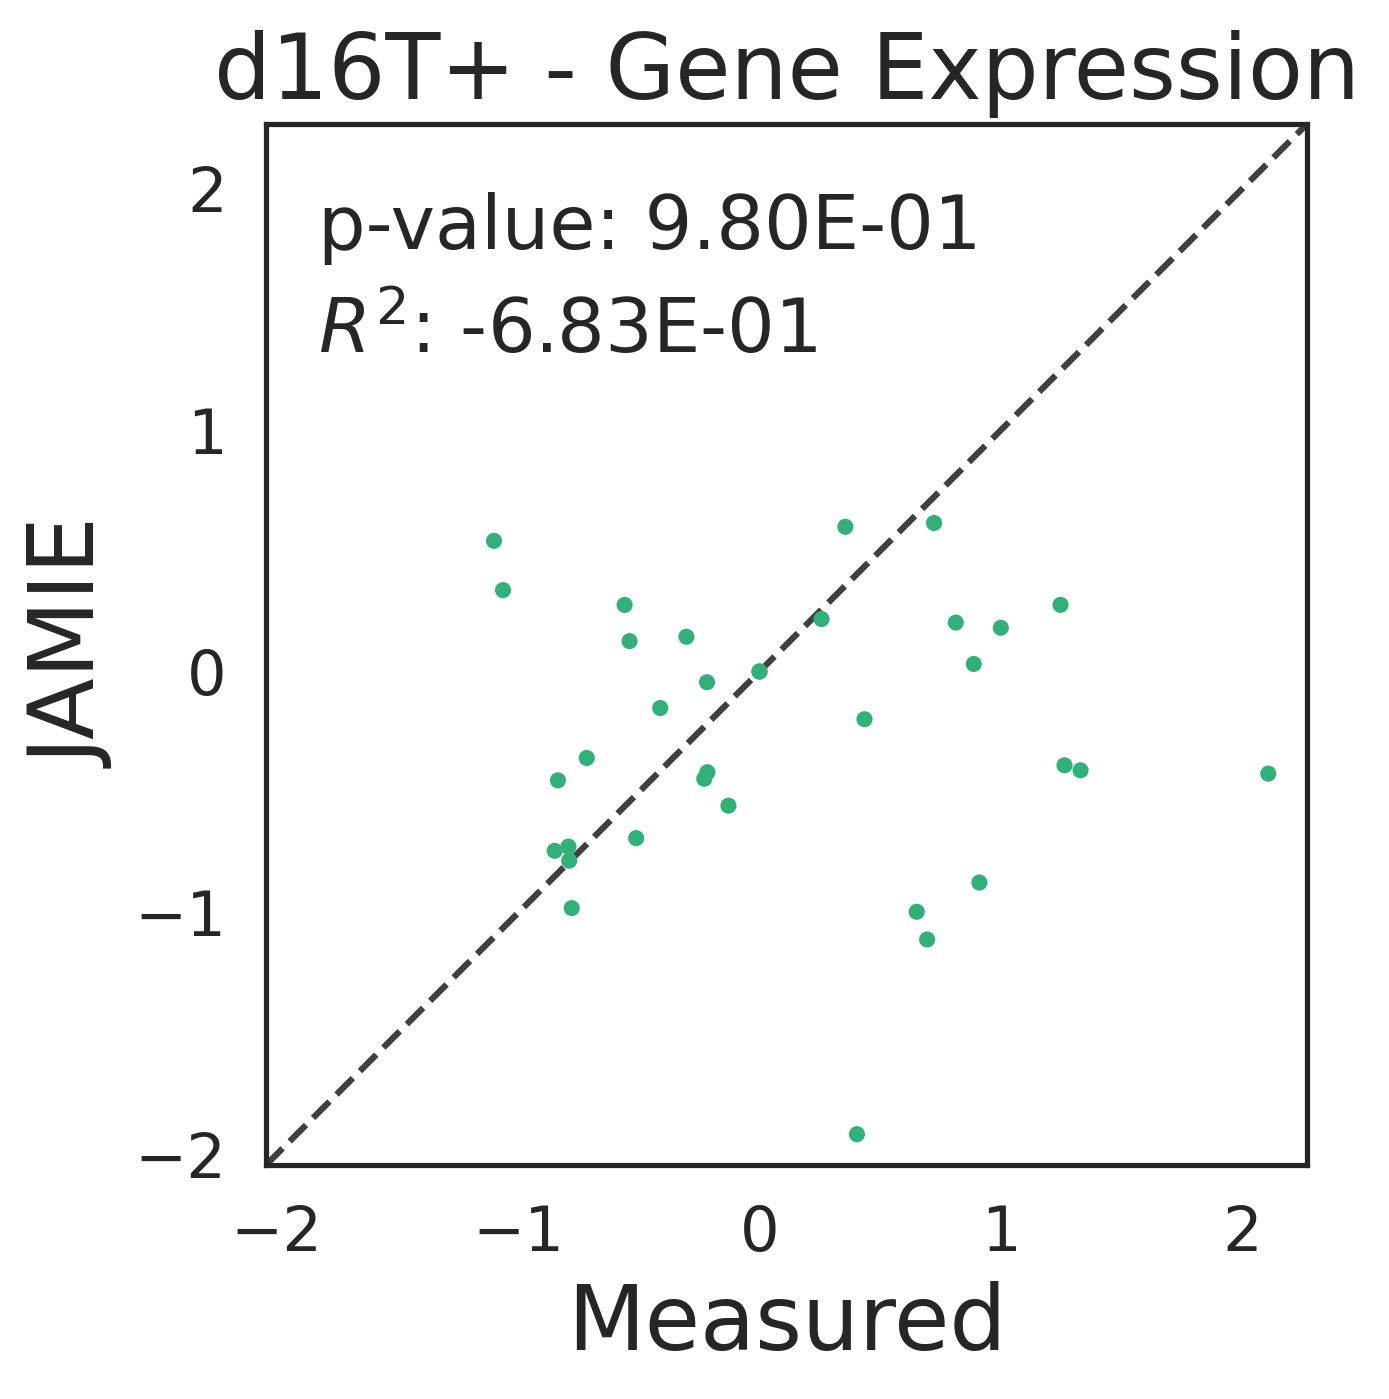 d16T+ - Gene Expression
p-value: 9.80E-01
R²: -6.83E-01
JAMIE
2
1
0
−1
−2
−2 −1 0 1 2
Measured